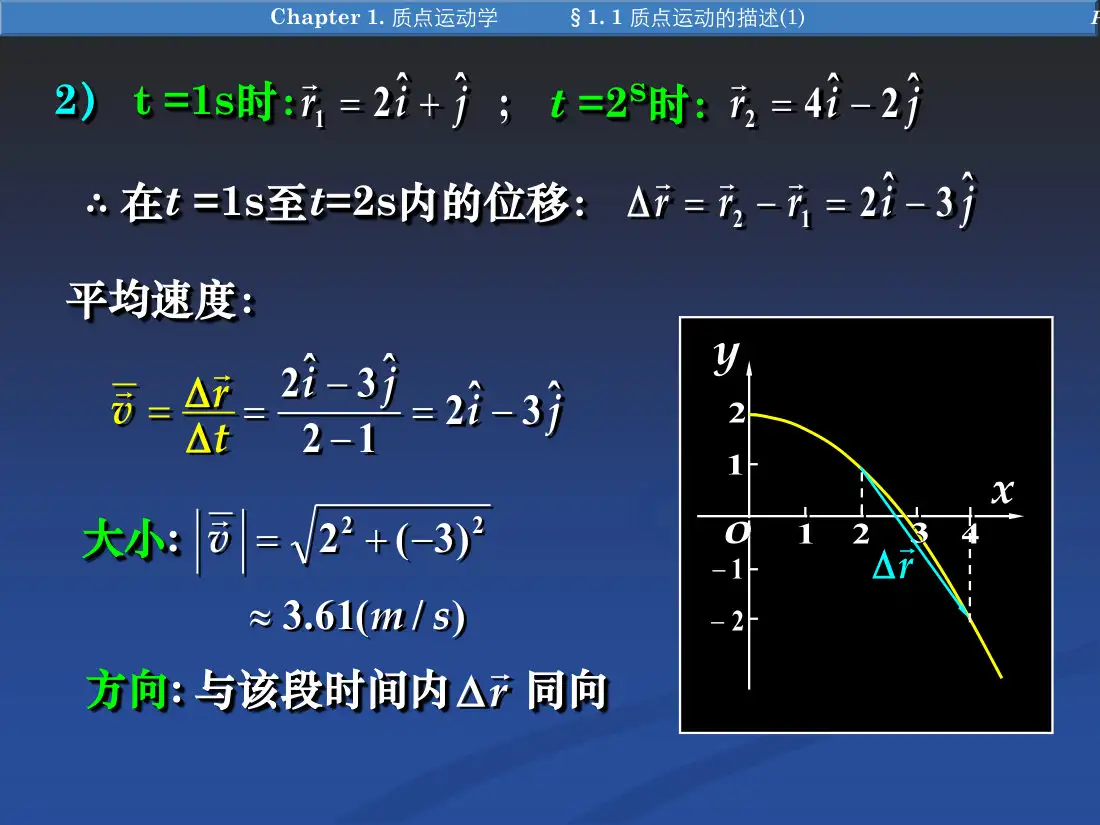 Chapter 1. 质点运动学 §1. 1 质点运动的描述(1)
2) t =1s时: r⃗₁ = 2î + ĵ ; t =2ˢ时: r⃗₂ = 4î − 2ĵ
∴ 在t =1s至t=2s内的位移: Δr⃗ = r⃗₂ − r⃗₁ = 2î − 3ĵ
平均速度:
v̄⃗ = Δr⃗/Δt = (2î − 3ĵ)/(2 − 1) = 2î − 3ĵ
大小: |v̄⃗| = √(2² + (−3)²)
≈ 3.61(m / s)
方向: 与该段时间内 Δr⃗ 同向
y
2
1
x
O 1 2 3 4
Δr⃗
−1
−2